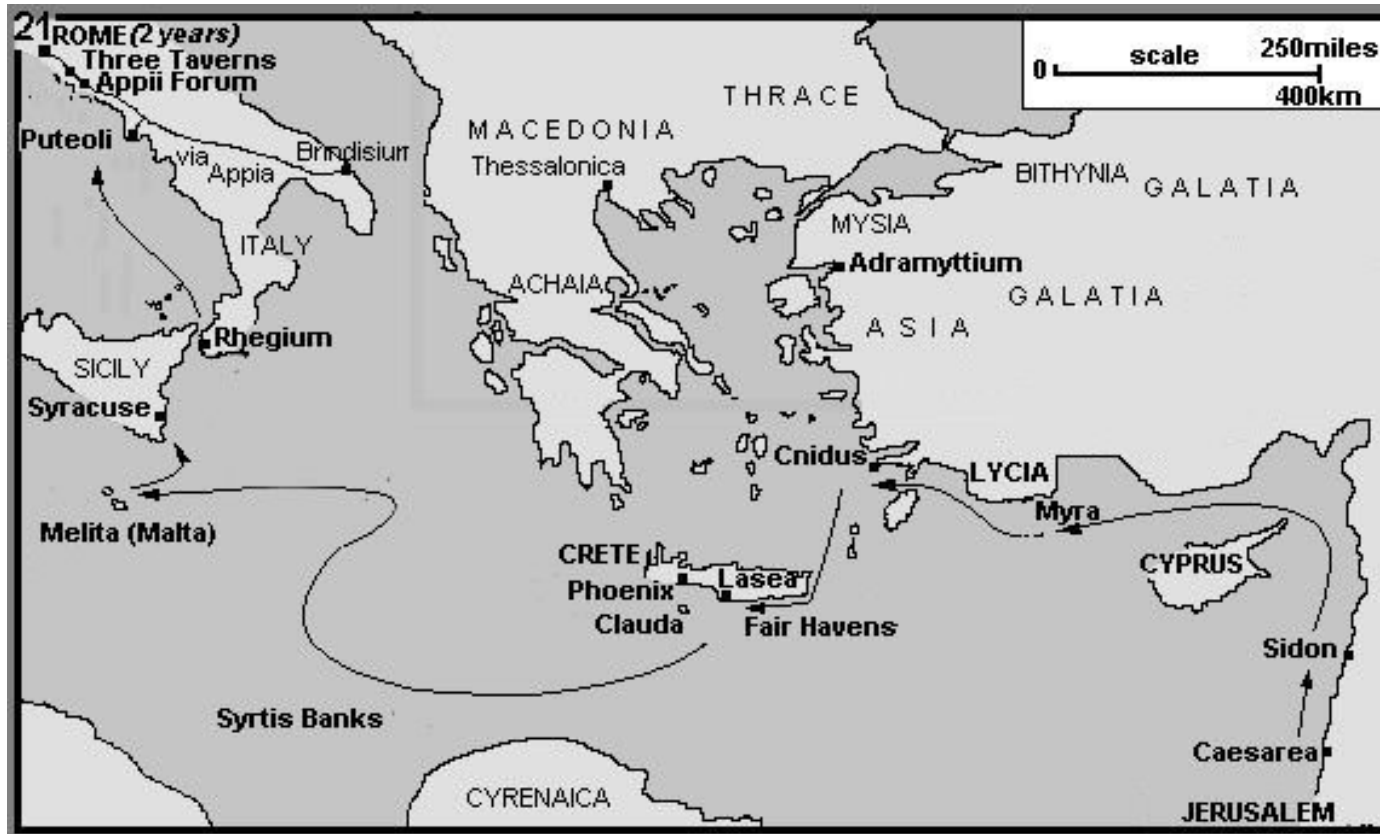 21
ROME (2 years)
Three Taverns
Appii Forum
Puteoli
via
Appia
Brindisiun
ITALY
Rhegium
SICILY
Syracuse
Melita (Malta)
THRACE
MACEDONIA
Thessalonica
ACHAIA
scale
250miles
0
400km
BITHYNIA
GALATIA
MYSIA
Adramyttium
GALATIA
ASIA
Cnidus
LYCIA
Myra
CYPRUS
CRETE
Lasea
Phoenix
Clauda
Fair Havens
Sidon
Syrtis Banks
Caesarea
CYRENAICA
JERUSALEM